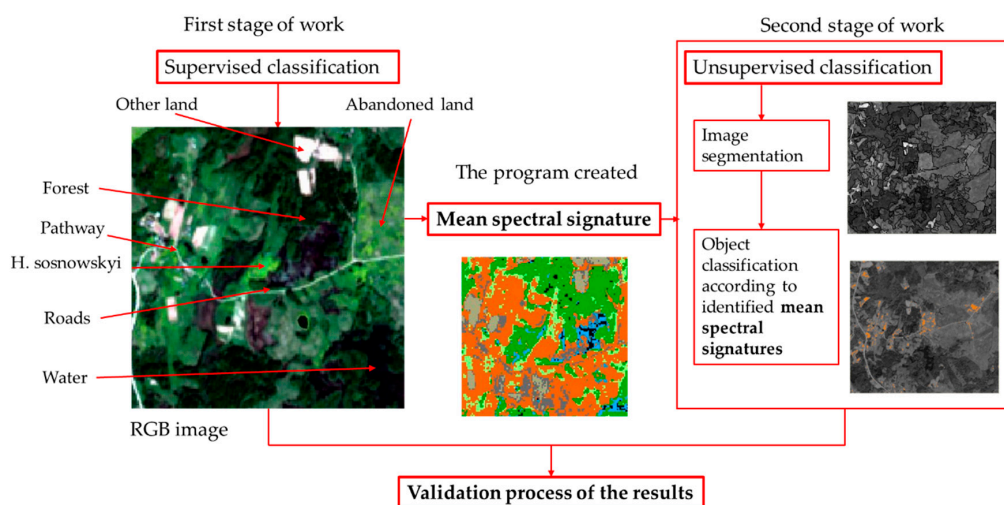 First stage of work
Second stage of work
Supervised classification
Unsupervised classification
Other land
Abandoned land
Image
segmentation
Forest
The program created
Pathway
Mean spectral signature
H. sosnowskyi
Object
classification
according to
identified mean
spectral
signatures
Roads
Water
RGB image
Validation process of the results